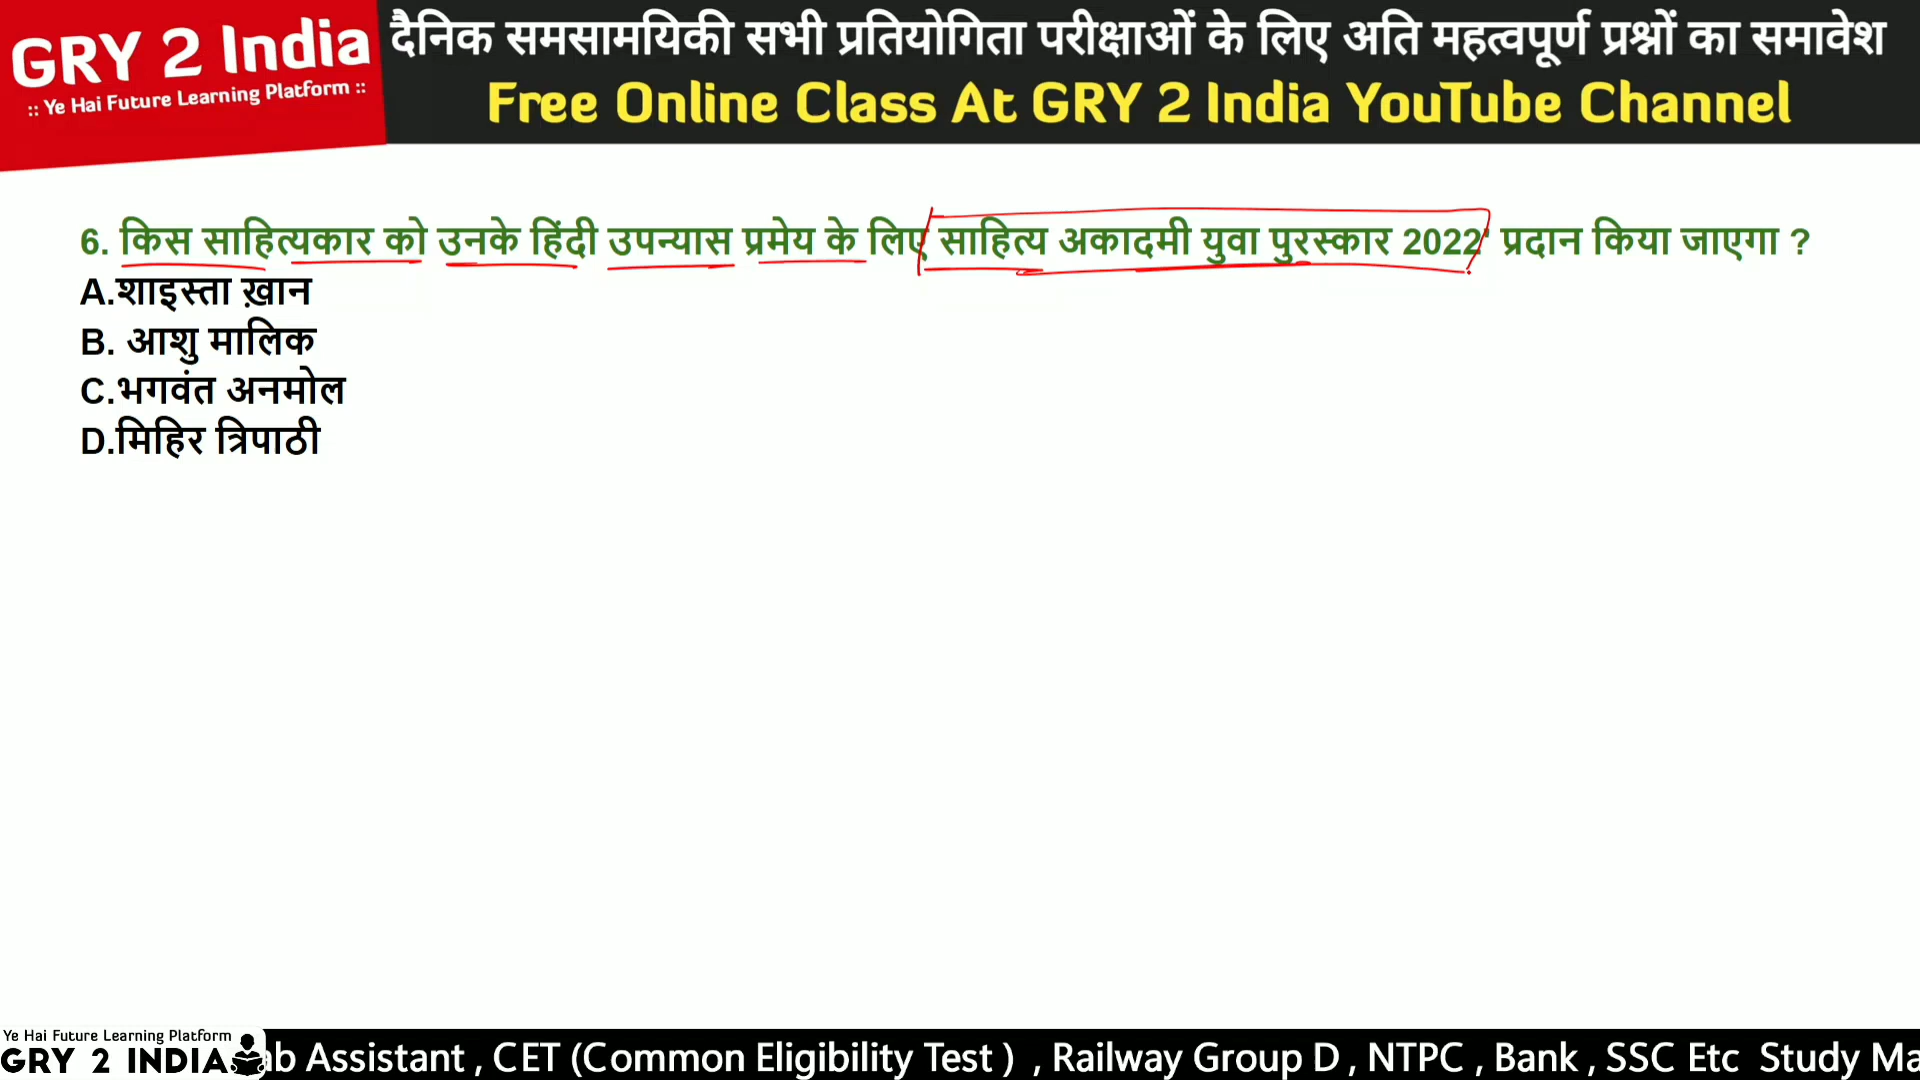 GRY 2 India
:: Ye Hai Future Learning Platform ::
दैनिक समसामयिकी सभी प्रतियोगिता परीक्षाओं के लिए अति महत्वपूर्ण प्रश्नों का समावेश
Free Online Class At GRY 2 India YouTube Channel
6. किस साहित्यकार को उनके हिंदी उपन्यास प्रमेय के लिए साहित्य अकादमी युवा पुरस्कार 2022' प्रदान किया जाएगा ?
A.शाइस्ता ख़ान
B. आशु मालिक
C.भगवंत अनमोल
D.मिहिर त्रिपाठी
Ye Hai Future Learning Platform
GRY 2 INDIA
ab Assistant , CET (Common Eligibility Test ) , Railway Group D , NTPC , Bank , SSC Etc Study Ma